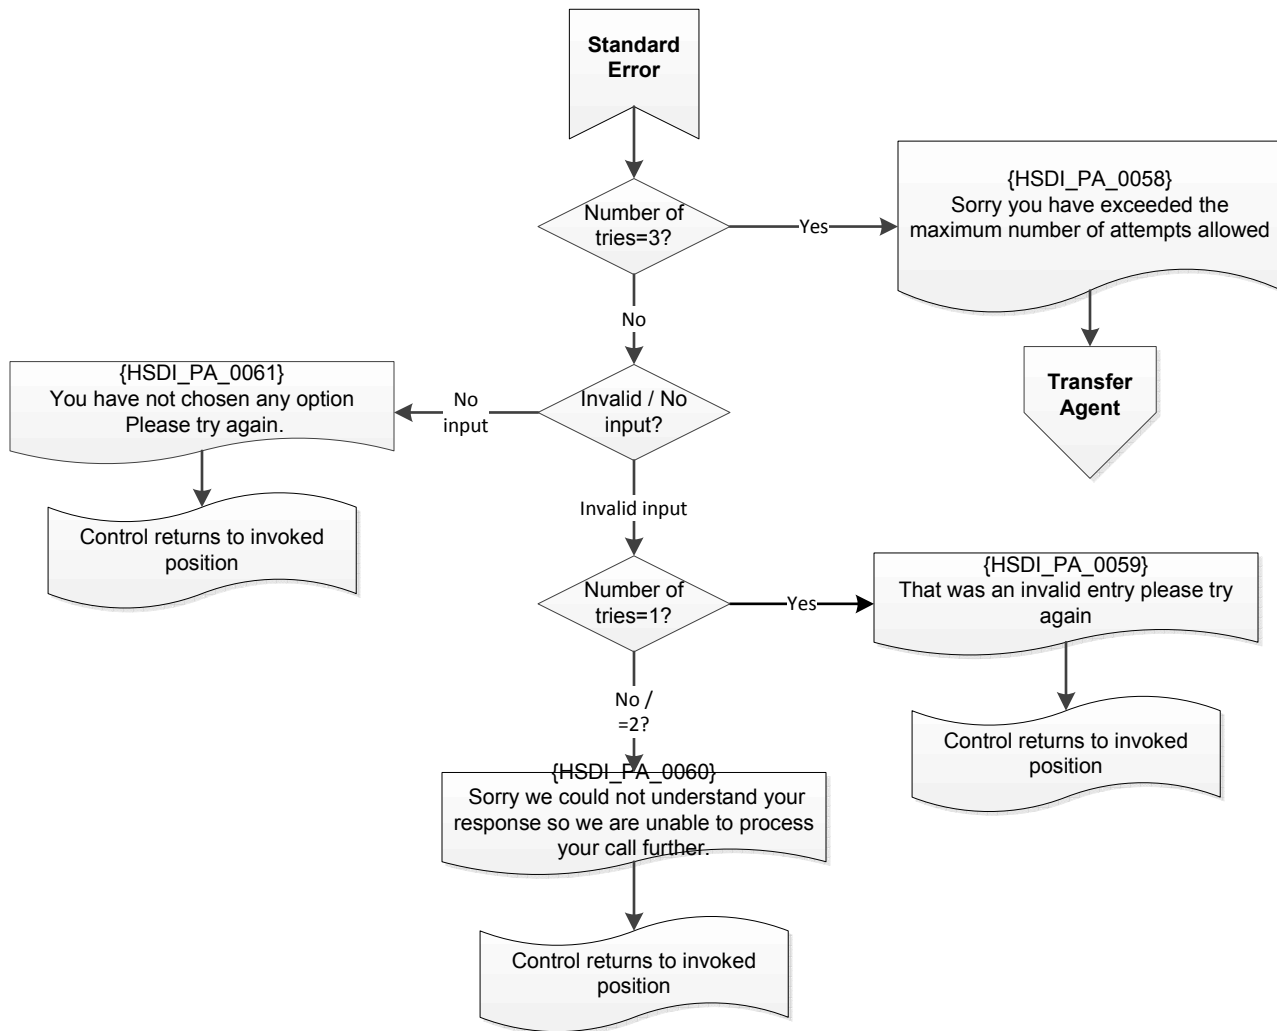 Standard
Error
Number of
tries=3?
Yes
{HSDI_PA_0058}
Sorry you have exceeded the
maximum number of attempts allowed
Transfer
Agent
No
Invalid / No
input?
No
input
{HSDI_PA_0061}
You have not chosen any option
Please try again.
Control returns to invoked
position
Invalid input
Number of
tries=1?
Yes
{HSDI_PA_0059}
That was an invalid entry please try
again
Control returns to invoked
position
No /
=2?
{HSDI_PA_0060}
Sorry we could not understand your
response so we are unable to process
your call further.
Control returns to invoked
position